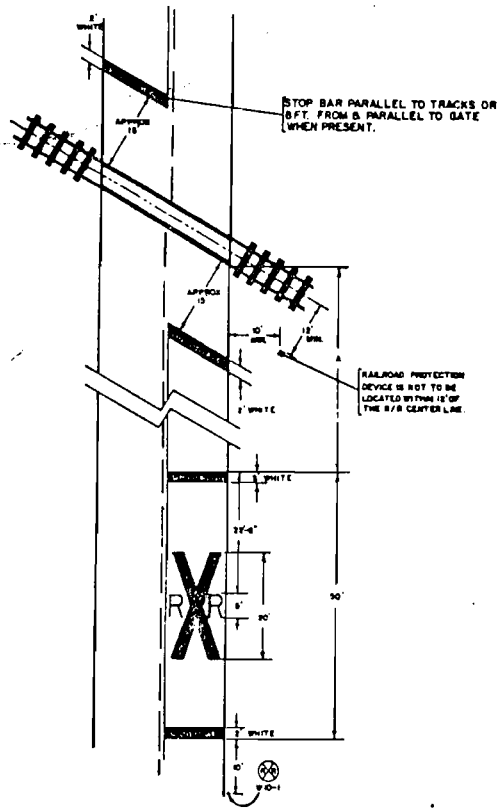 2'
WHITE
STOP BAR PARALLEL TO TRACKS OR
8 FT. FROM & PARALLEL TO GATE
WHEN PRESENT.
APPROX
15'
APPROX
15
10'
MIN.
12'
MIN.
A
RAILROAD PROTECTION
DEVICE IS NOT TO BE
LOCATED WITHIN 12' OF
THE R/R CENTER LINE.
2' WHITE
2' WHITE
22'-6"
R R
6'
20'
50'
2' WHITE
10'
R R
W10-1